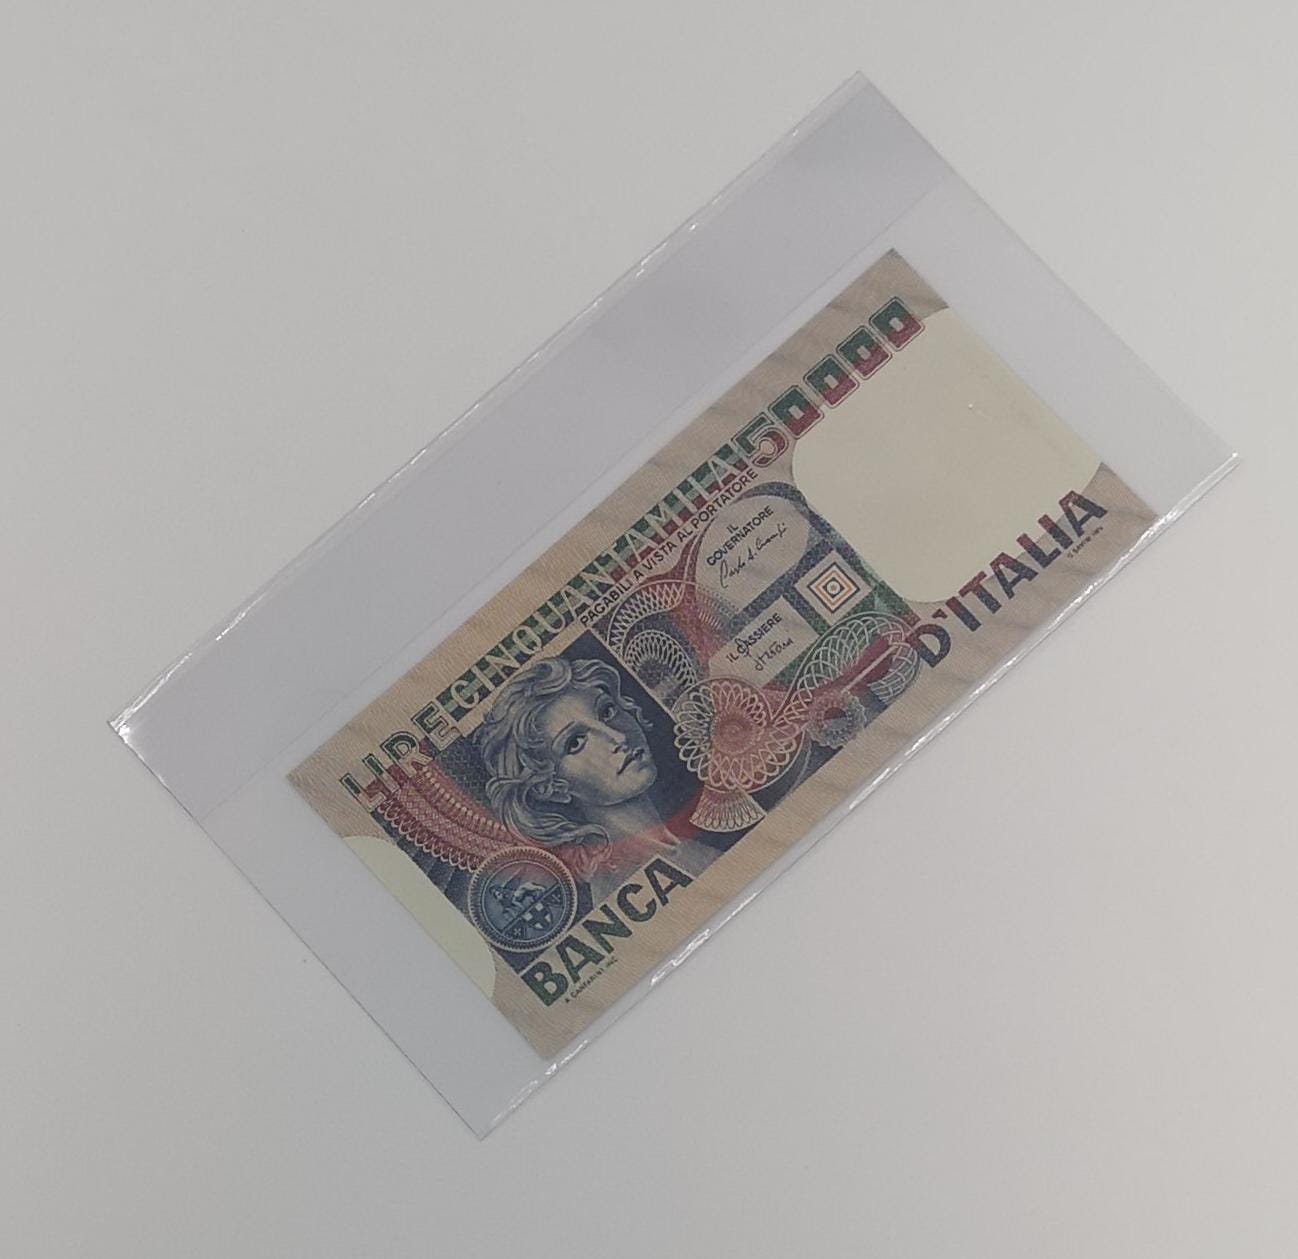 LIRE CINQUANTAMILA 50000
PAGABILI A VISTA AL PORTATORE
IL
GOVERNATORE
IL CASSIERE
BANCA D'ITALIA